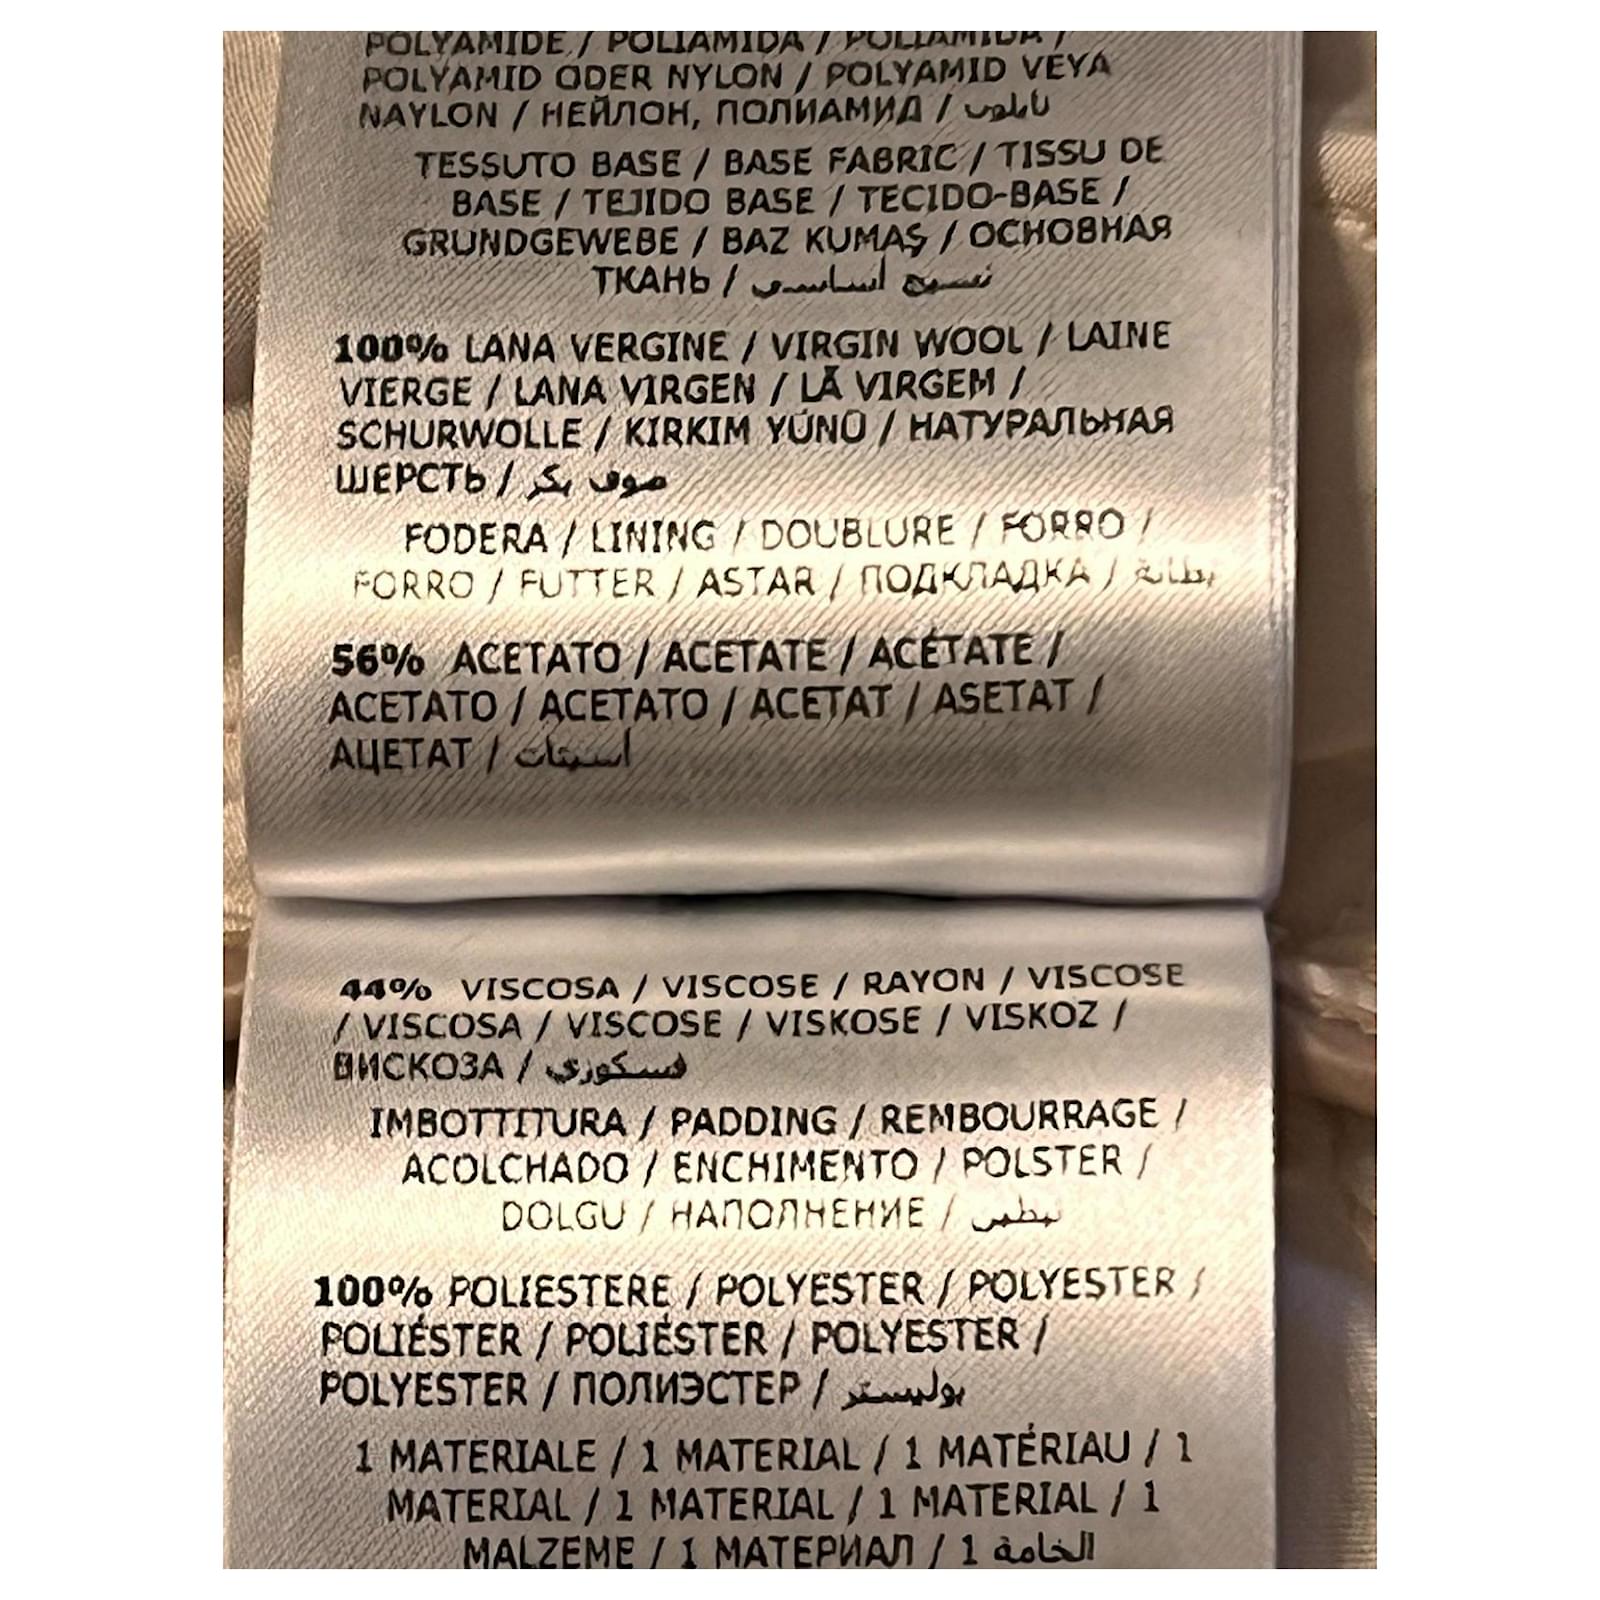 POLYAMIDE / POLIAMIDA / POLIAMIDA /
POLYAMID ODER NYLON / POLYAMID VEYA
NAYLON / НЕЙЛОН, ПОЛИАМИД / نايلون
TESSUTO BASE / BASE FABRIC / TISSU DE
BASE / TEJIDO BASE / TECIDO-BASE /
GRUNDGEWEBE / BAZ KUMAŞ / ОСНОВНАЯ
ТКАНЬ / نسيج أساسي
100% LANA VERGINE / VIRGIN WOOL / LAINE
VIERGE / LANA VIRGEN / LÃ VIRGEM /
SCHURWOLLE / KIRKIM YÜNÜ / НАТУРАЛЬНАЯ
ШЕРСТЬ / صوف بكر
FODERA / LINING / DOUBLURE / FORRO /
FORRO / FUTTER / ASTAR / ПОДКЛАДКА / بطانة
56% ACETATO / ACETATE / ACÉTATE /
ACETATO / ACETATO / ACETAT / ASETAT /
АЦЕТАТ / أسيتات
44% VISCOSA / VISCOSE / RAYON / VISCOSE
/ VISCOSA / VISCOSE / VISKOSE / VISKOZ /
ВИСКОЗА / فسكوزي
IMBOTTITURA / PADDING / REMBOURRAGE /
ACOLCHADO / ENCHIMENTO / POLSTER /
DOLGU / НАПОЛНЕНИЕ /
100% POLIESTERE / POLYESTER / POLYESTER /
POLIÉSTER / POLIÉSTER / POLYESTER /
POLYESTER / ПОЛИЭСТЕР / بوليستر
1 MATERIALE / 1 MATERIAL / 1 MATÉRIAU / 1
MATERIAL / 1 MATERIAL / 1 MATERIAL / 1
MALZEME / 1 МАТЕРИАЛ / 1 الخامة